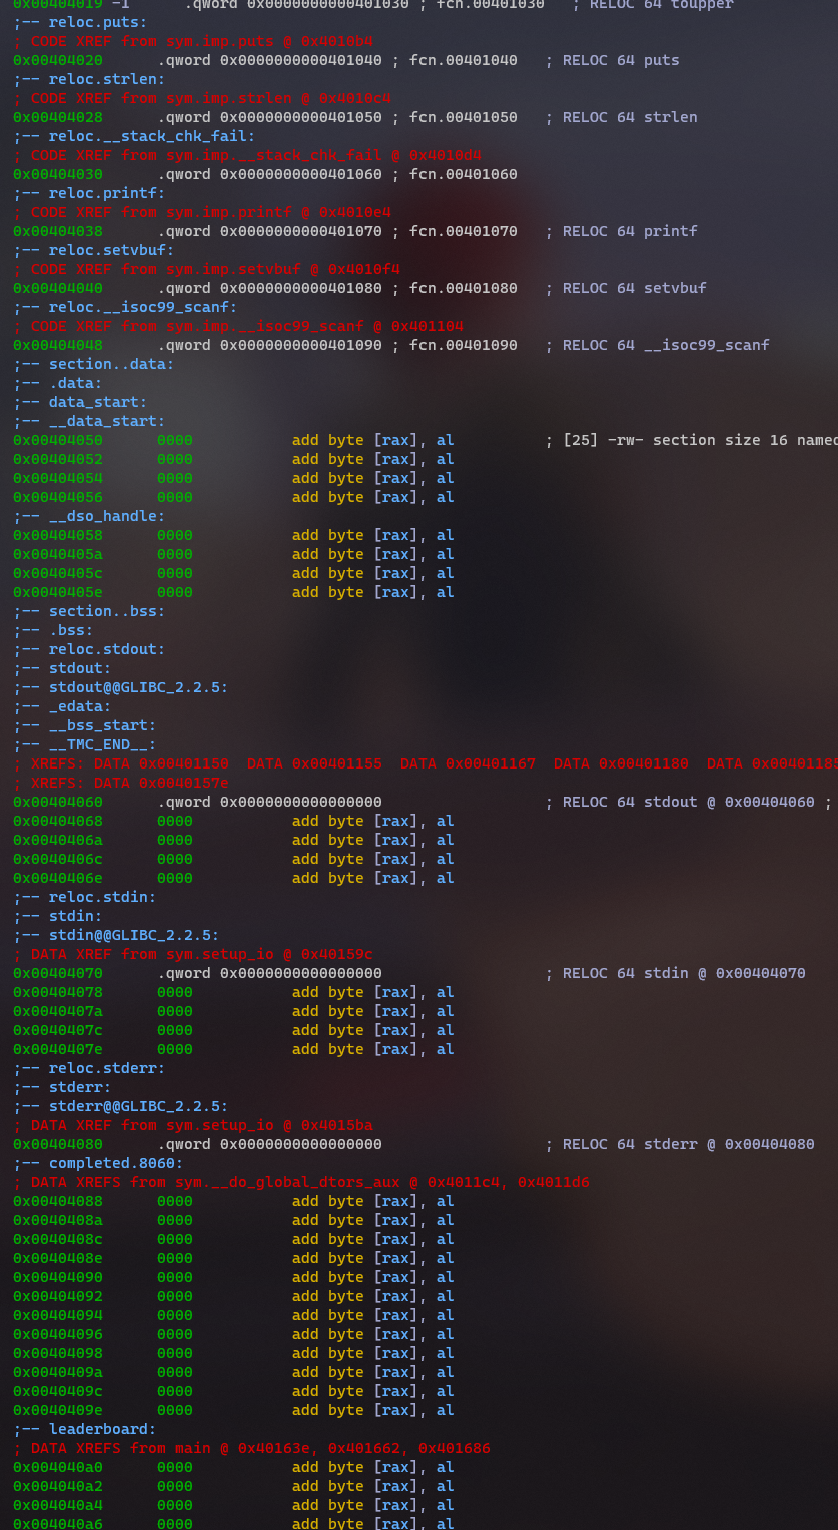 0x00404019 -1 .qword 0x0000000000401030 ; fcn.00401030 ; RELOC 64 toupper
;-- reloc.puts:
; CODE XREF from sym.imp.puts @ 0x4010b4
0x00404020 .qword 0x0000000000401040 ; fcn.00401040 ; RELOC 64 puts
;-- reloc.strlen:
; CODE XREF from sym.imp.strlen @ 0x4010c4
0x00404028 .qword 0x0000000000401050 ; fcn.00401050 ; RELOC 64 strlen
;-- reloc.__stack_chk_fail:
; CODE XREF from sym.imp.__stack_chk_fail @ 0x4010d4
0x00404030 .qword 0x0000000000401060 ; fcn.00401060
;-- reloc.printf:
; CODE XREF from sym.imp.printf @ 0x4010e4
0x00404038 .qword 0x0000000000401070 ; fcn.00401070 ; RELOC 64 printf
;-- reloc.setvbuf:
; CODE XREF from sym.imp.setvbuf @ 0x4010f4
0x00404040 .qword 0x0000000000401080 ; fcn.00401080 ; RELOC 64 setvbuf
;-- reloc.__isoc99_scanf:
; CODE XREF from sym.imp.__isoc99_scanf @ 0x401104
0x00404048 .qword 0x0000000000401090 ; fcn.00401090 ; RELOC 64 __isoc99_scanf
;-- section..data:
;-- .data:
;-- data_start:
;-- __data_start:
0x00404050 0000 add byte [rax], al ; [25] -rw- section size 16 named
0x00404052 0000 add byte [rax], al
0x00404054 0000 add byte [rax], al
0x00404056 0000 add byte [rax], al
;-- __dso_handle:
0x00404058 0000 add byte [rax], al
0x0040405a 0000 add byte [rax], al
0x0040405c 0000 add byte [rax], al
0x0040405e 0000 add byte [rax], al
;-- section..bss:
;-- .bss:
;-- reloc.stdout:
;-- stdout:
;-- stdout@@GLIBC_2.2.5:
;-- _edata:
;-- __bss_start:
;-- __TMC_END__:
; XREFS: DATA 0x00401150 DATA 0x00401155 DATA 0x00401167 DATA 0x00401180 DATA 0x00401185
; XREFS: DATA 0x0040157e
0x00404060 .qword 0x0000000000000000 ; RELOC 64 stdout @ 0x00404060 ;
0x00404068 0000 add byte [rax], al
0x0040406a 0000 add byte [rax], al
0x0040406c 0000 add byte [rax], al
0x0040406e 0000 add byte [rax], al
;-- reloc.stdin:
;-- stdin:
;-- stdin@@GLIBC_2.2.5:
; DATA XREF from sym.setup_io @ 0x40159c
0x00404070 .qword 0x0000000000000000 ; RELOC 64 stdin @ 0x00404070
0x00404078 0000 add byte [rax], al
0x0040407a 0000 add byte [rax], al
0x0040407c 0000 add byte [rax], al
0x0040407e 0000 add byte [rax], al
;-- reloc.stderr:
;-- stderr:
;-- stderr@@GLIBC_2.2.5:
; DATA XREF from sym.setup_io @ 0x4015ba
0x00404080 .qword 0x0000000000000000 ; RELOC 64 stderr @ 0x00404080
;-- completed.8060:
; DATA XREFS from sym.__do_global_dtors_aux @ 0x4011c4, 0x4011d6
0x00404088 0000 add byte [rax], al
0x0040408a 0000 add byte [rax], al
0x0040408c 0000 add byte [rax], al
0x0040408e 0000 add byte [rax], al
0x00404090 0000 add byte [rax], al
0x00404092 0000 add byte [rax], al
0x00404094 0000 add byte [rax], al
0x00404096 0000 add byte [rax], al
0x00404098 0000 add byte [rax], al
0x0040409a 0000 add byte [rax], al
0x0040409c 0000 add byte [rax], al
0x0040409e 0000 add byte [rax], al
;-- leaderboard:
; DATA XREFS from main @ 0x40163e, 0x401662, 0x401686
0x004040a0 0000 add byte [rax], al
0x004040a2 0000 add byte [rax], al
0x004040a4 0000 add byte [rax], al
0x004040a6 0000 add byte [rax], al